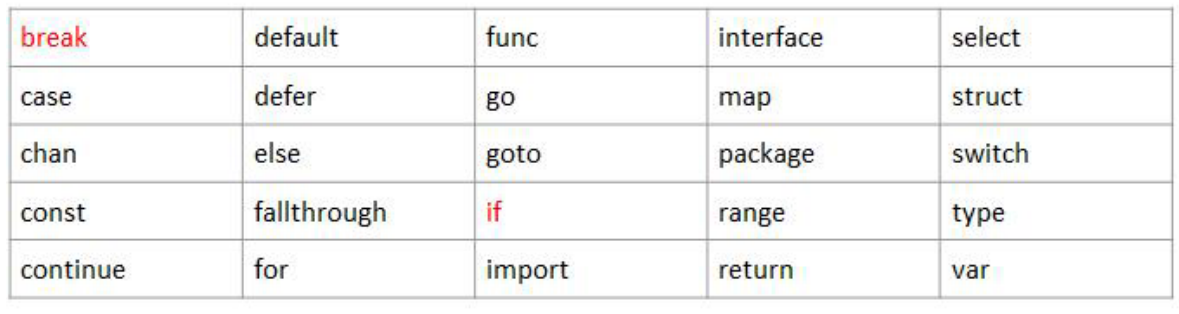 break default func interface select
case defer go map struct
chan else goto package switch
const fallthrough if range type
continue for import return var